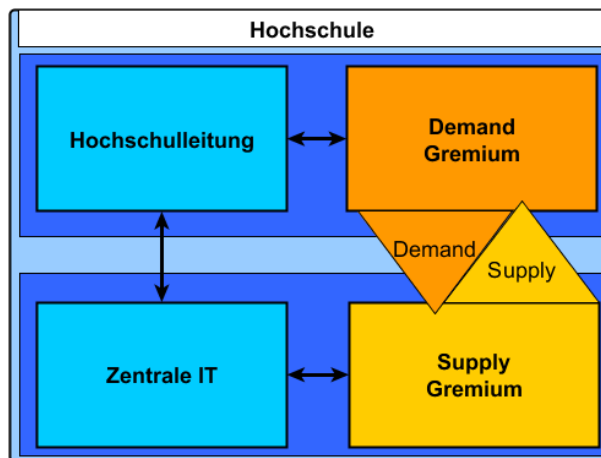 Hochschule
Hochschulleitung
Demand
Gremium
Demand
Supply
Zentrale IT
Supply
Gremium